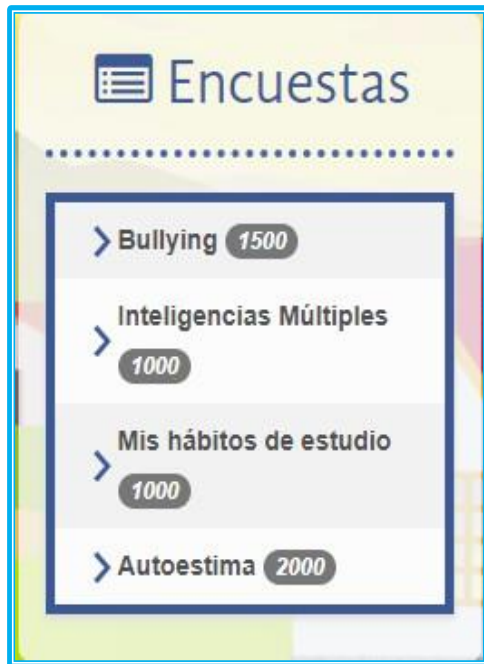 Encuestas
Bullying 1500
Inteligencias Múltiples
1000
Mis hábitos de estudio
1000
Autoestima 2000